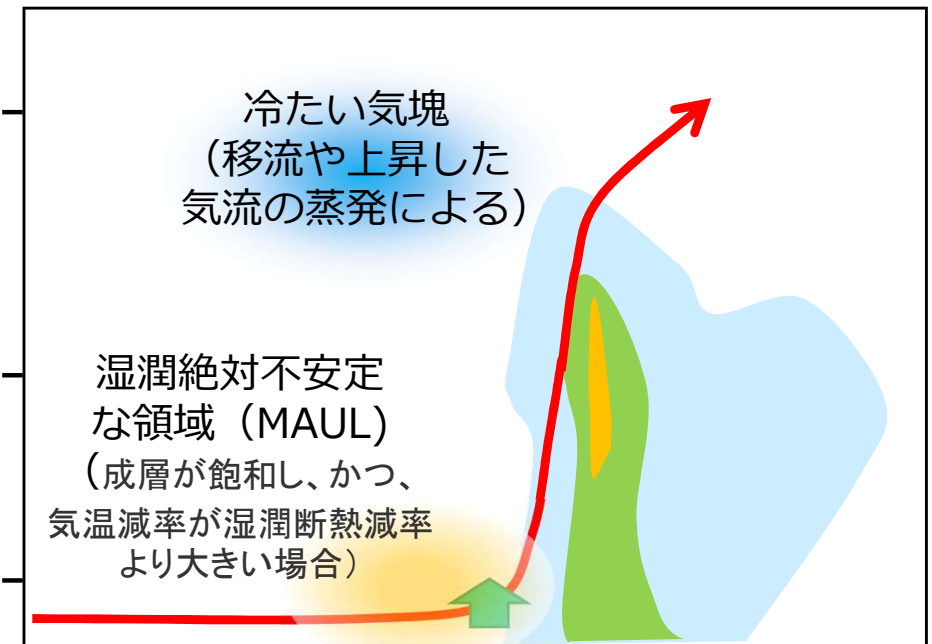 冷たい気塊
（移流や上昇した
気流の蒸発による）
湿潤絶対不安定
な領域（MAUL)
（成層が飽和し、かつ、
気温減率が湿潤断熱減率
より大きい場合）